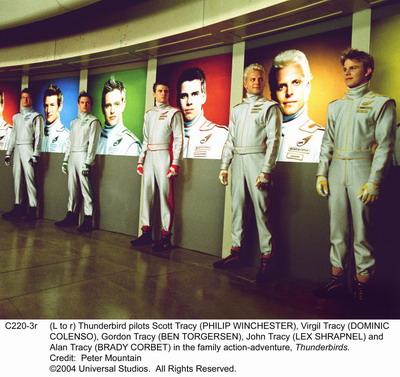 C220-3r (L to r) Thunderbird pilots Scott Tracy (PHILIP WINCHESTER), Virgil Tracy (DOMINIC
COLENSO), Gordon Tracy (BEN TORGERSEN), John Tracy (LEX SHRAPNEL) and
Alan Tracy (BRADY CORBET) in the family action-adventure, Thunderbirds.
Credit: Peter Mountain
©2004 Universal Studios. All Rights Reserved.